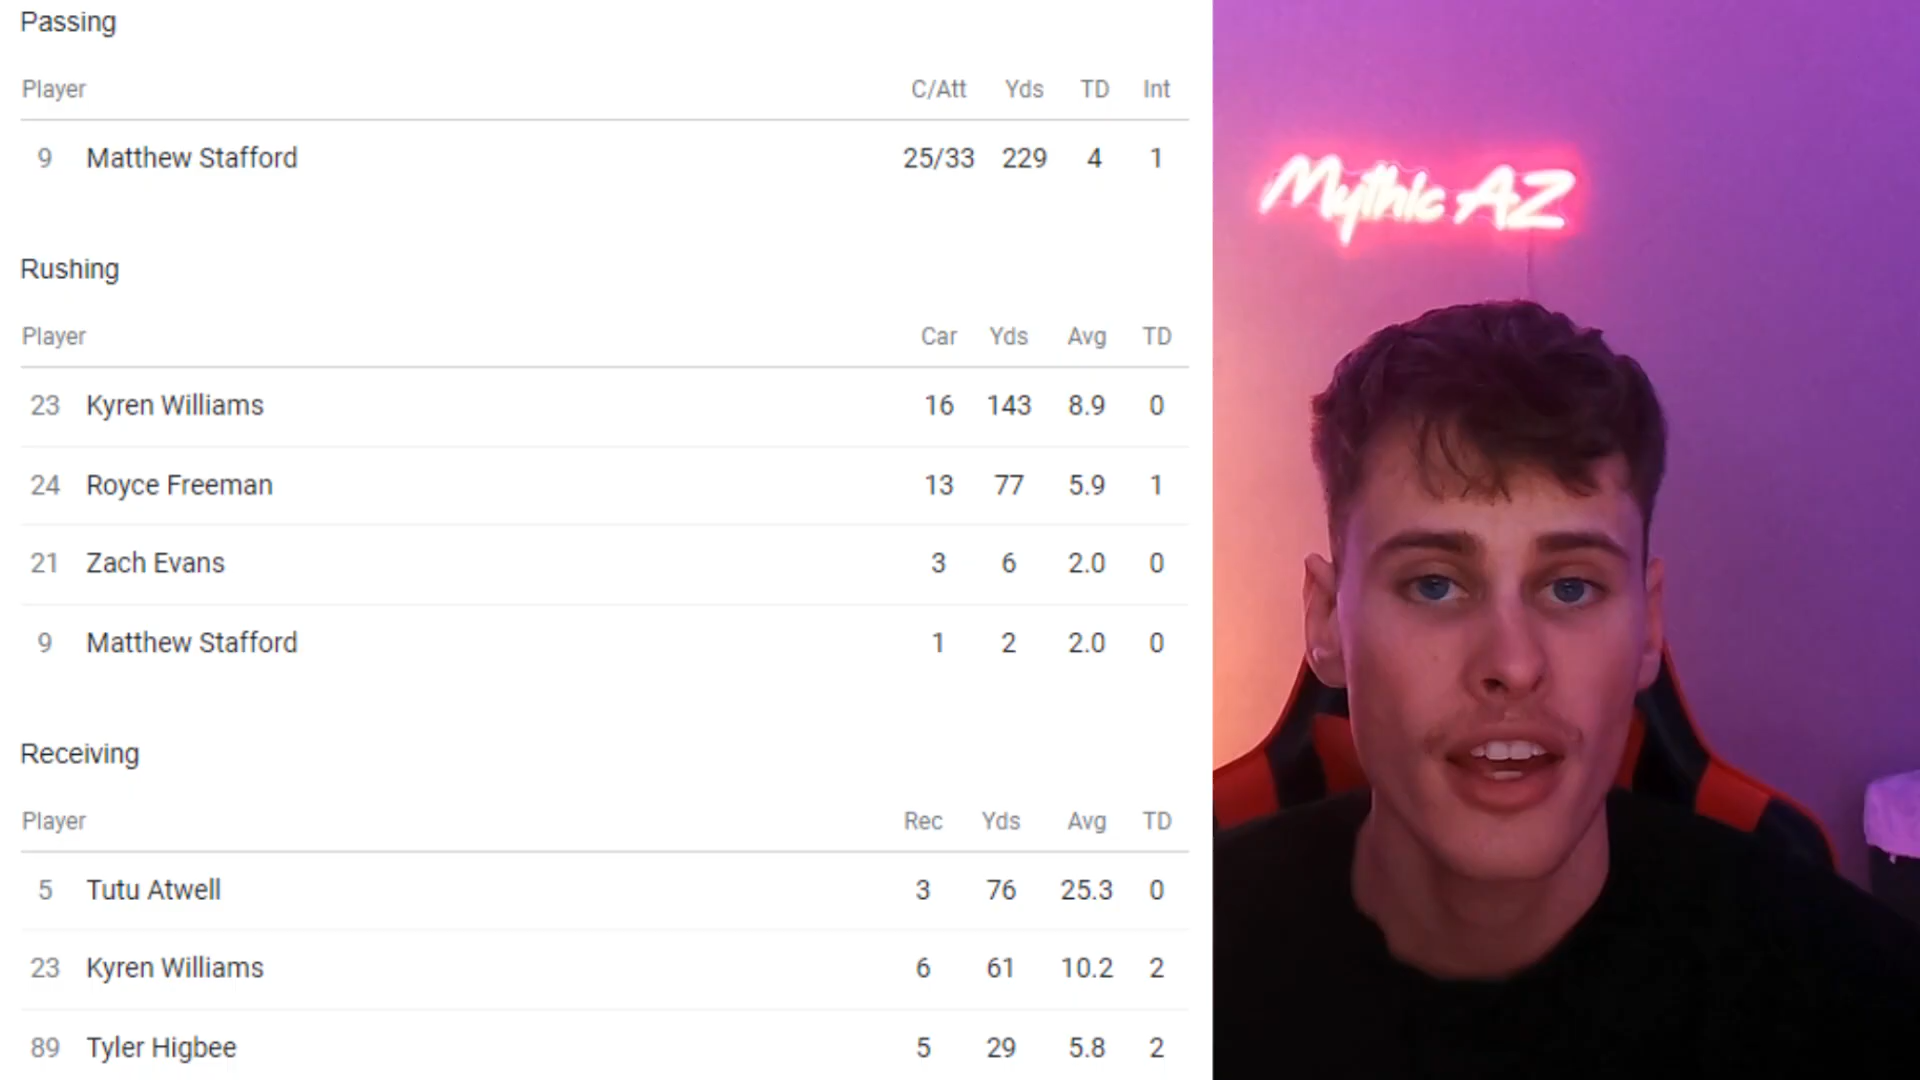 Passing
Player C/Att Yds TD Int
9 Matthew Stafford 25/33 229 4 1
Rushing
Player Car Yds Avg TD
23 Kyren Williams 16 143 8.9 0
24 Royce Freeman 13 77 5.9 1
21 Zach Evans 3 6 2.0 0
9 Matthew Stafford 1 2 2.0 0
Receiving
Player Rec Yds Avg TD
5 Tutu Atwell 3 76 25.3 0
23 Kyren Williams 6 61 10.2 2
89 Tyler Higbee 5 29 5.8 2
Mythic AZ